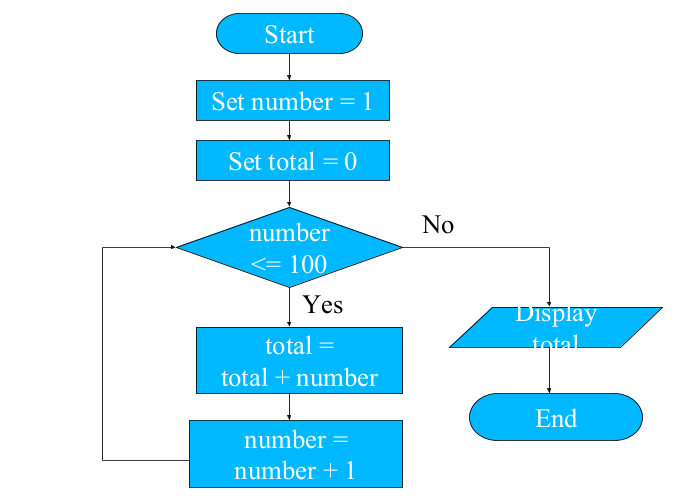 Start
Set number = 1
Set total = 0
number
<= 100
No
Yes
total =
total + number
number =
number + 1
Display
total
End